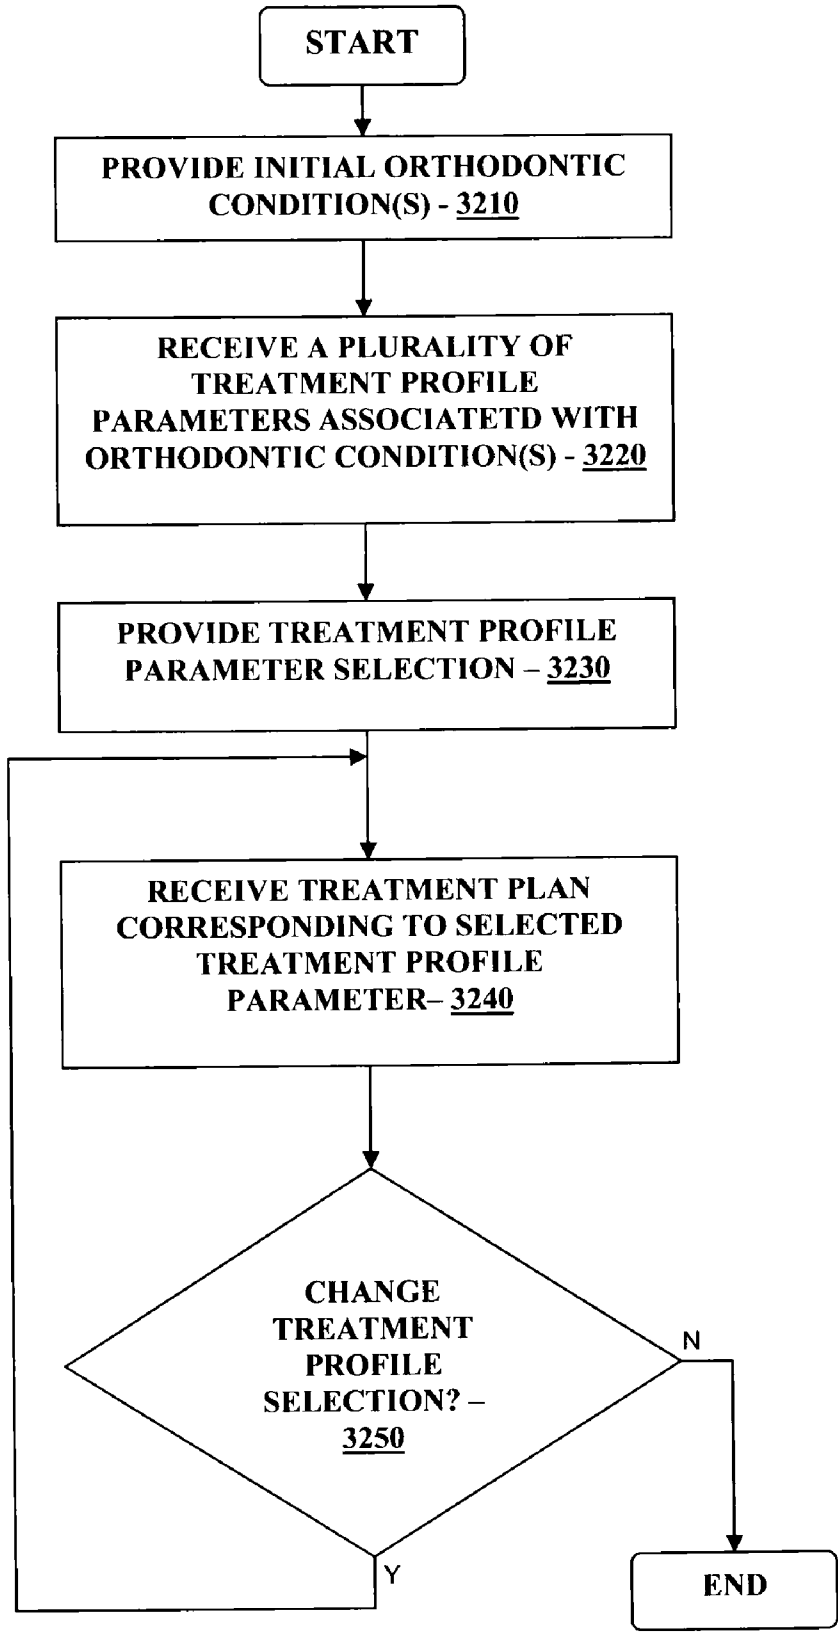 START
PROVIDE INITIAL ORTHODONTIC
CONDITION(S) - 3210
RECEIVE A PLURALITY OF
TREATMENT PROFILE
PARAMETERS ASSOCIATETD WITH
ORTHODONTIC CONDITION(S) - 3220
PROVIDE TREATMENT PROFILE
PARAMETER SELECTION – 3230
RECEIVE TREATMENT PLAN
CORRESPONDING TO SELECTED
TREATMENT PROFILE
PARAMETER– 3240
CHANGE
TREATMENT
PROFILE
SELECTION? –
3250
N
Y
END